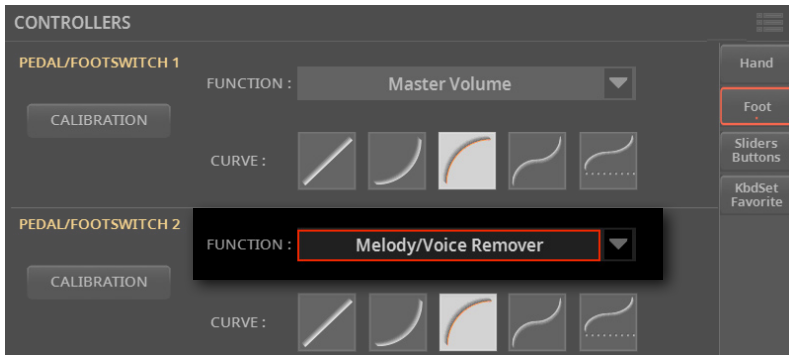 CONTROLLERS
PEDAL/FOOTSWITCH 1
FUNCTION :
Master Volume
CALIBRATION
CURVE :
PEDAL/FOOTSWITCH 2
FUNCTION :
Melody/Voice Remover
CALIBRATION
CURVE :
Hand
Foot
Sliders
Buttons
KbdSet
Favorite